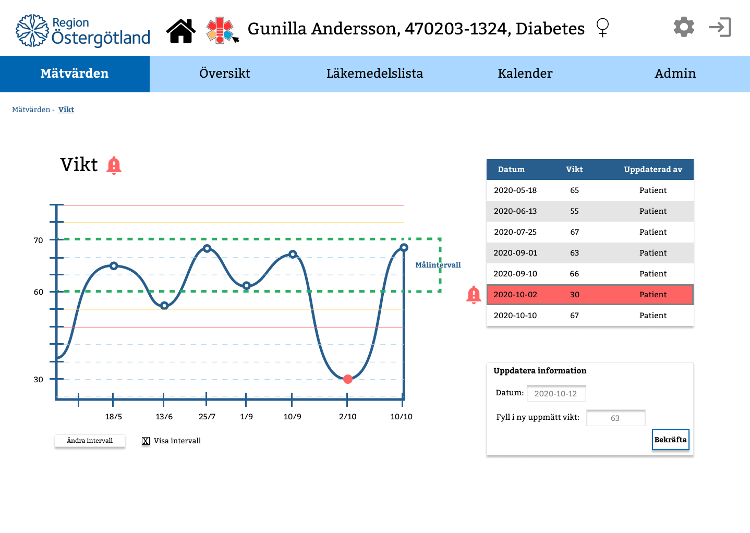 Region
Östergötland
Gunilla Andersson, 470203-1324, Diabetes
Mätvärden Översikt Läkemedelslista Kalender Admin
Mätvärden - Vikt
Vikt
70
60
30
Målintervall
18/5 13/6 25/7 1/9 10/9 2/10 10/10
Ändra intervall
X Visa intervall
Datum Vikt Uppdaterad av
2020-05-18 65 Patient
2020-06-13 55 Patient
2020-07-25 67 Patient
2020-09-01 63 Patient
2020-09-10 66 Patient
2020-10-02 30 Patient
2020-10-10 67 Patient
Uppdatera information
Datum: 2020-10-12
Fyll i ny uppmätt vikt: 63
Bekräfta